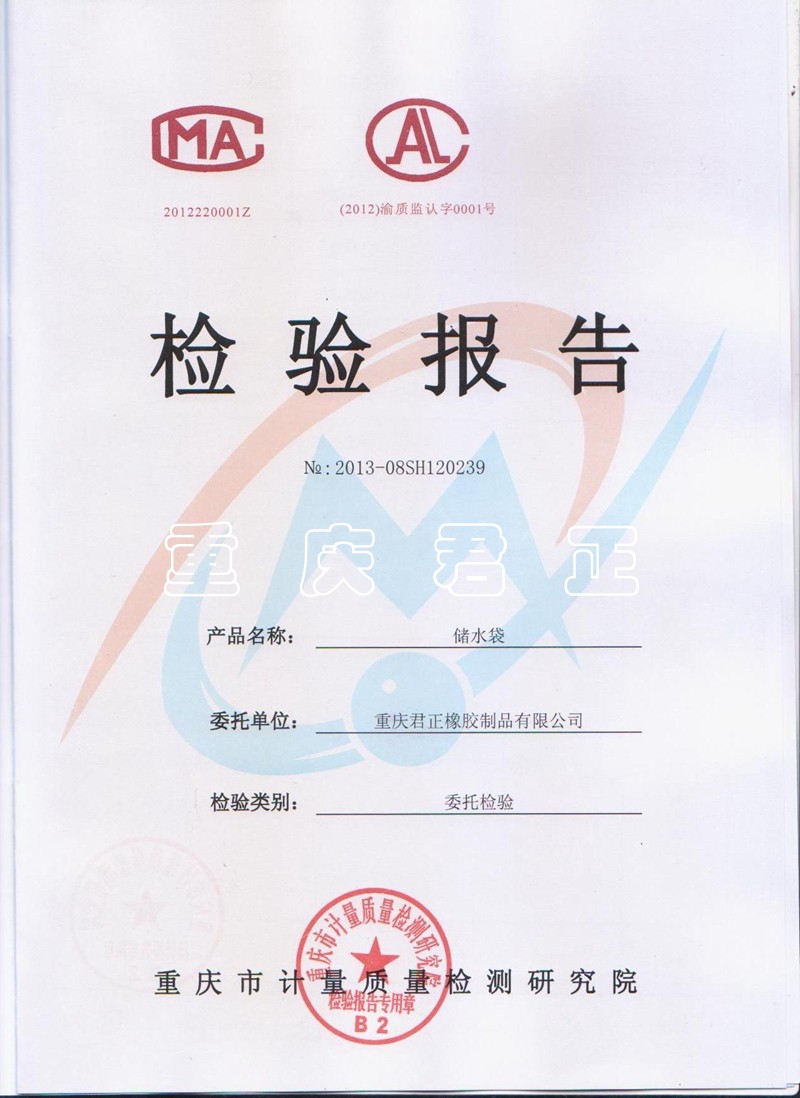 CMA
CAL
2012220001Z
(2012)渝质监认字0001号
检验报告
№:2013-08SH120239
重庆君正
产品名称： 储水袋
委托单位： 重庆君正橡胶制品有限公司
检验类别： 委托检验
重庆市计量质量检测研究院
重庆市计量质量检测研究院
检验报告专用章
B2